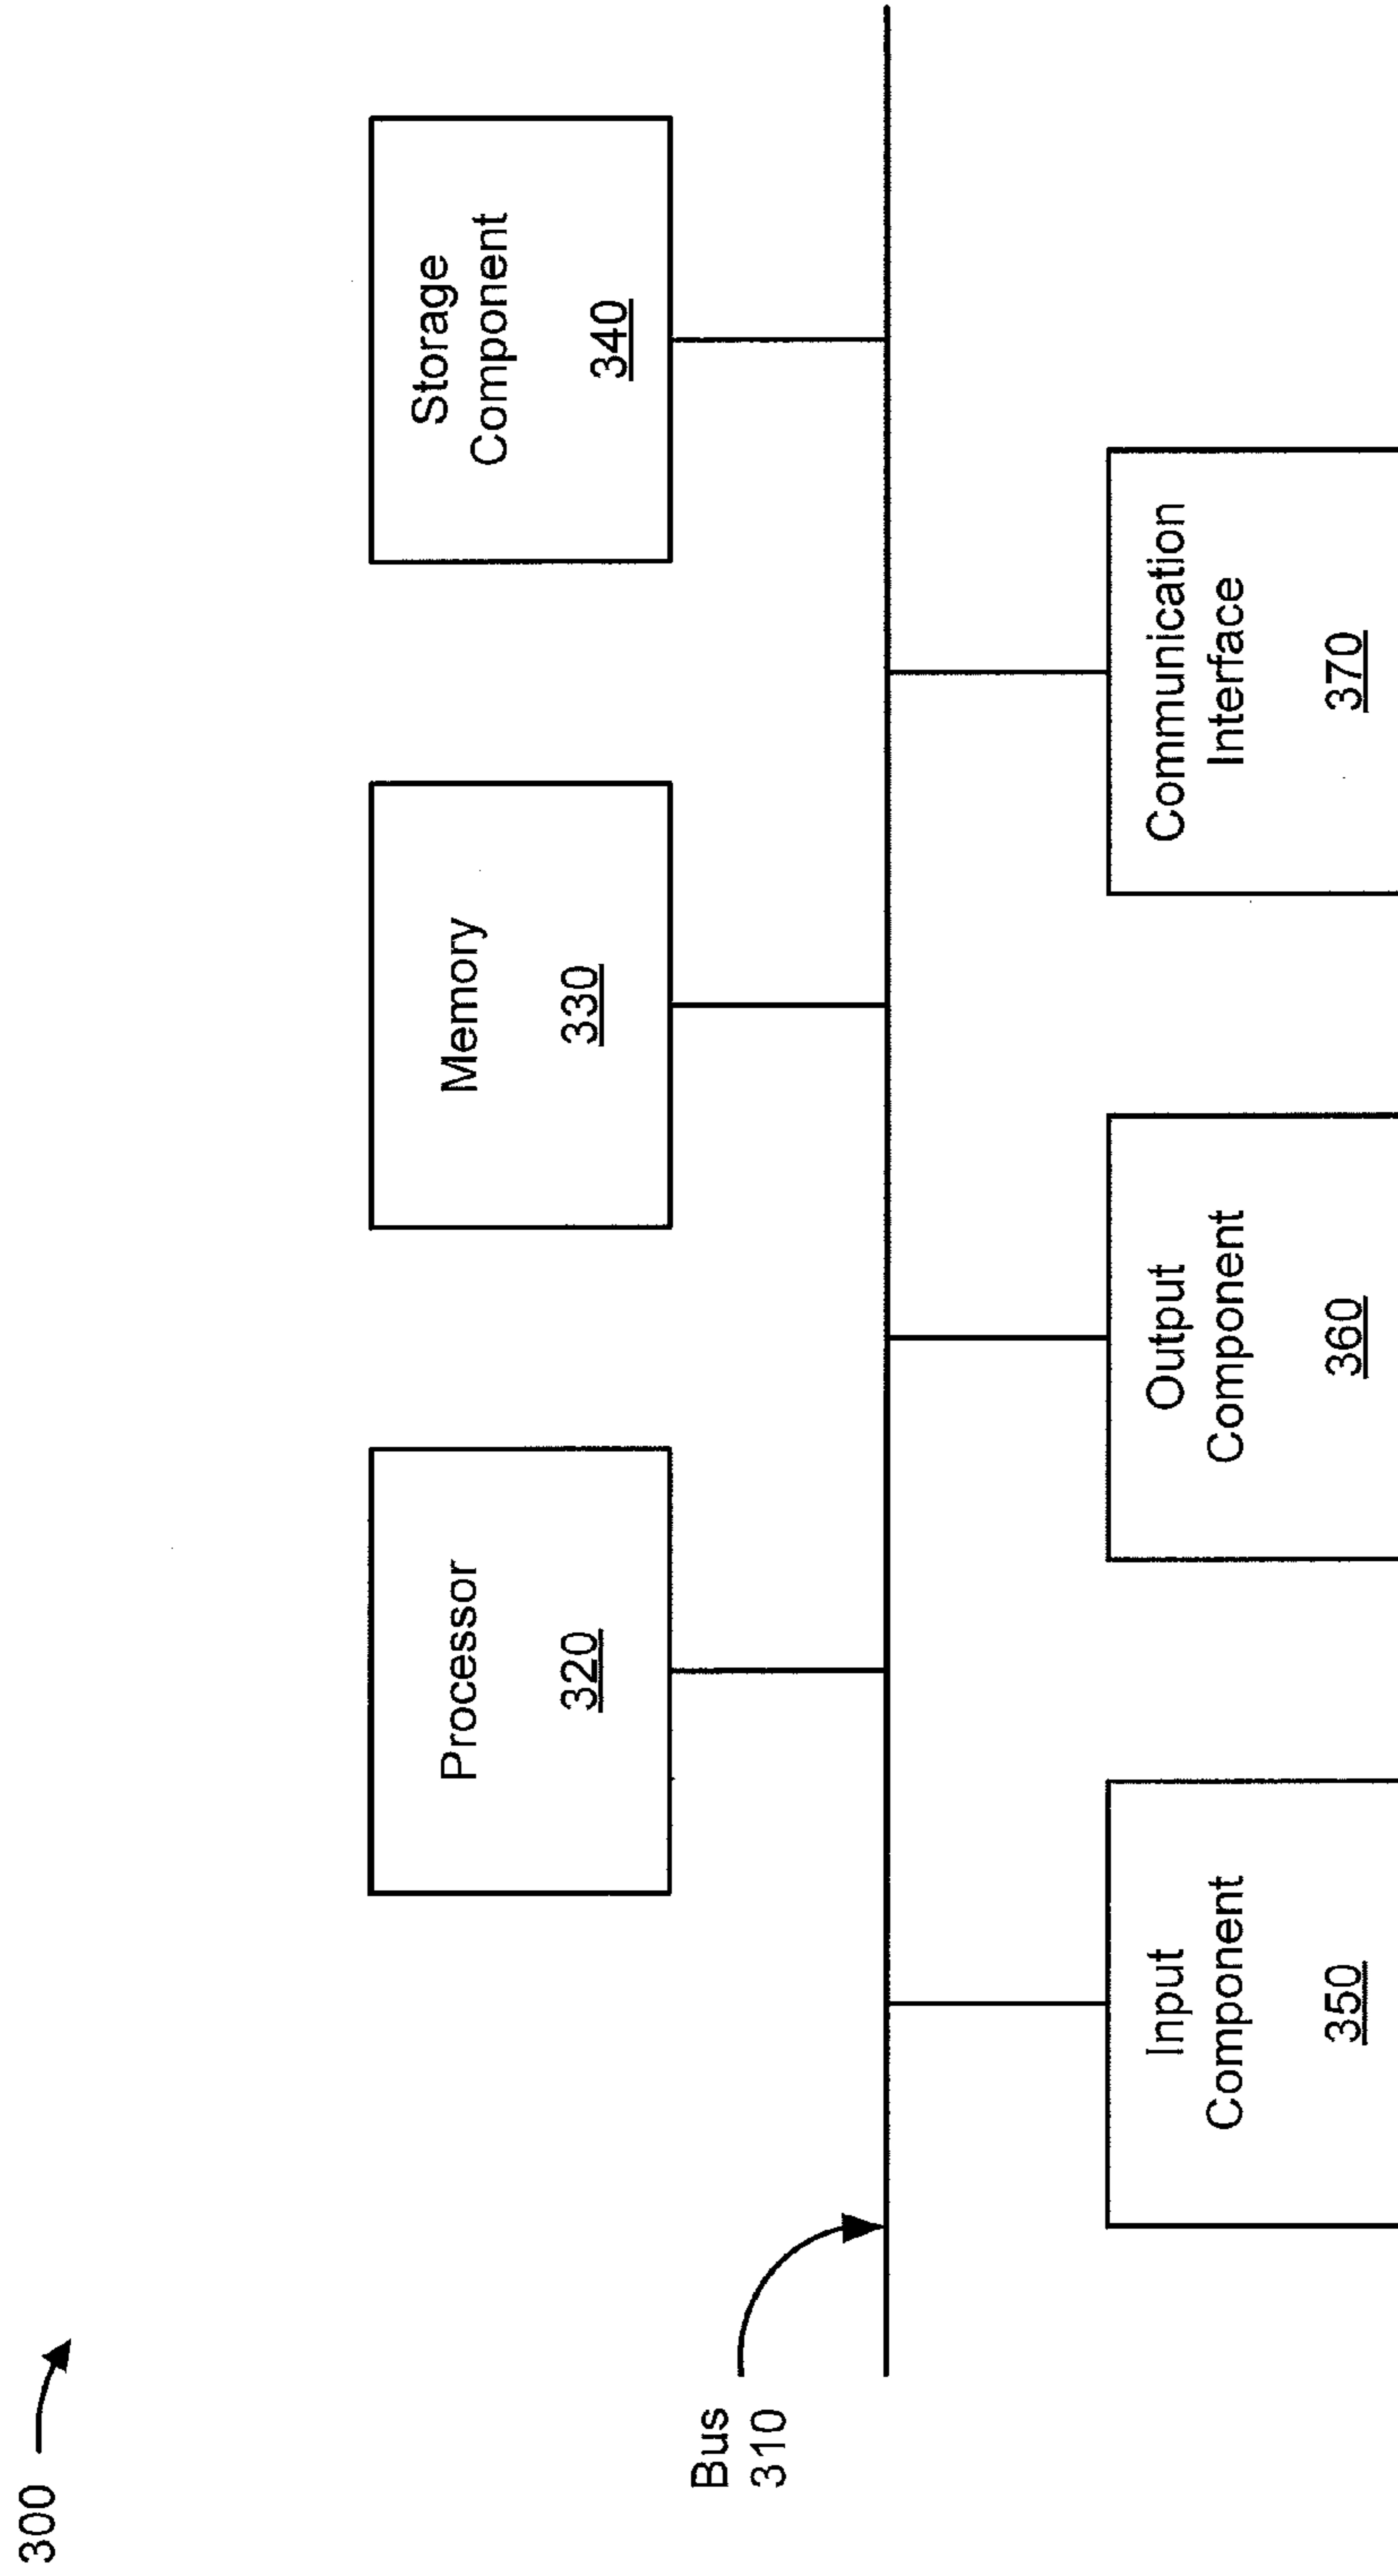 300
Processor
320
Memory
330
Storage
Component
340
Bus
310
Input
Component
350
Output
Component
360
Communication
Interface
370